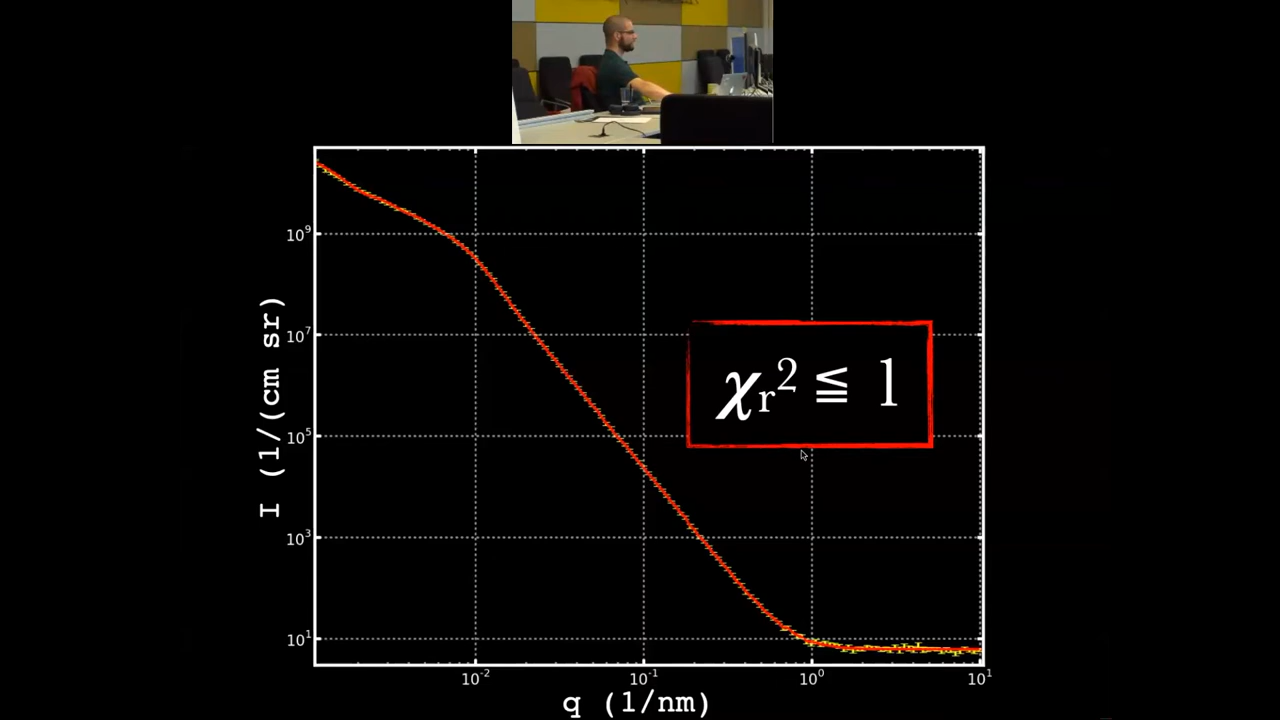 10⁹
10⁷
10⁵
10³
10¹
I (1/(cm sr)
χᵣ² ≦ 1
10⁻² 10⁻¹ 10⁰ 10¹
q (1/nm)